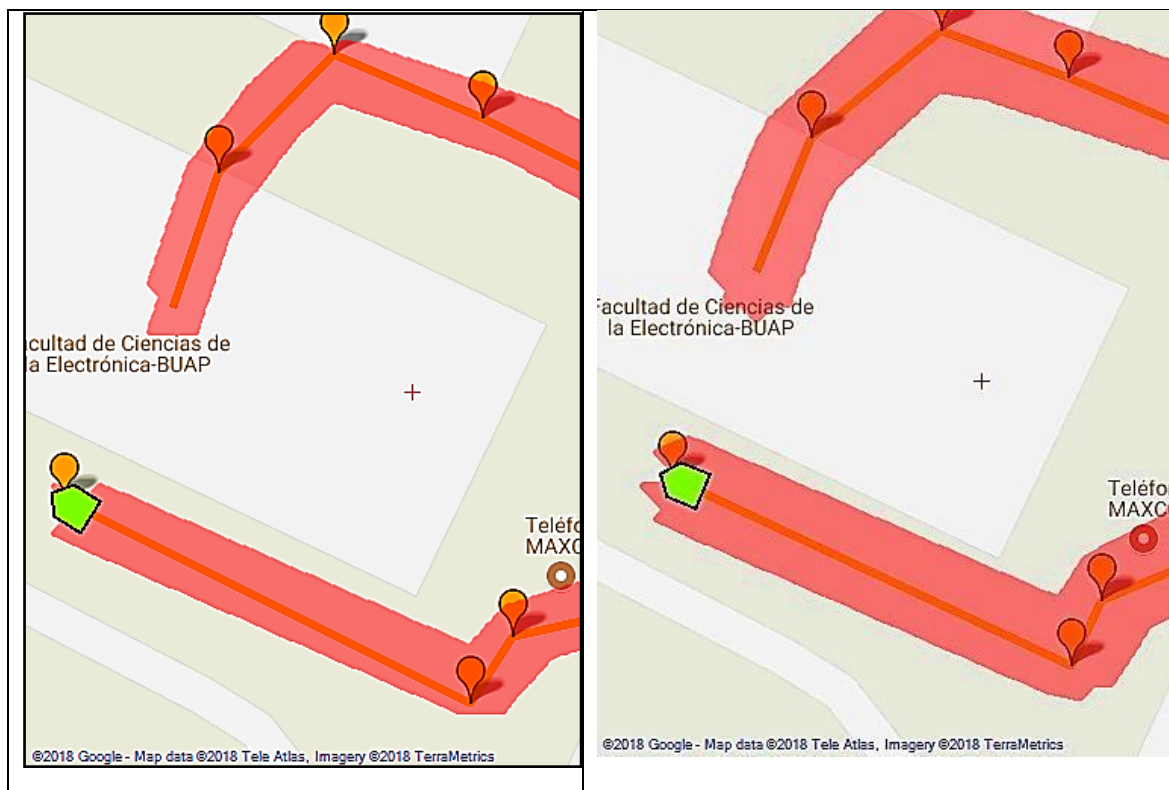 acultad de Ciencias de
la Electrónica-BUAP
Teléfo
MAXC
©2018 Google - Map data ©2018 Tele Atlas, Imagery ©2018 TerraMetrics
Facultad de Ciencias de
la Electrónica-BUAP
Teléfo
MAXC
©2018 Google - Map data ©2018 Tele Atlas, Imagery ©2018 TerraMetrics